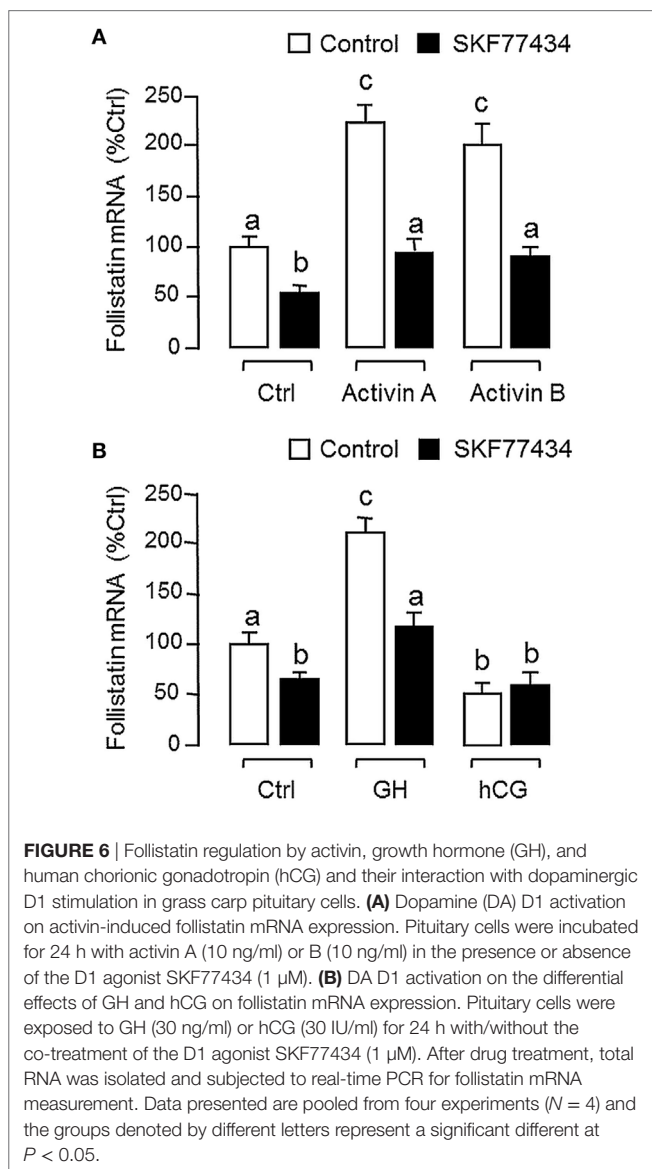 A
Control SKF77434
Follistatin mRNA (%Ctrl)
250
200
150
100
50
0
a
b
c
a
c
a
Ctrl Activin A Activin B
B
Control SKF77434
Follistatin mRNA (%Ctrl)
250
200
150
100
50
0
a
b
c
a
b
b
Ctrl GH hCG
FIGURE 6 | Follistatin regulation by activin, growth hormone (GH), and
human chorionic gonadotropin (hCG) and their interaction with dopaminergic
D1 stimulation in grass carp pituitary cells. (A) Dopamine (DA) D1 activation
on activin-induced follistatin mRNA expression. Pituitary cells were incubated
for 24 h with activin A (10 ng/ml) or B (10 ng/ml) in the presence or absence
of the D1 agonist SKF77434 (1 μM). (B) DA D1 activation on the differential
effects of GH and hCG on follistatin mRNA expression. Pituitary cells were
exposed to GH (30 ng/ml) or hCG (30 IU/ml) for 24 h with/without the
co-treatment of the D1 agonist SKF77434 (1 μM). After drug treatment, total
RNA was isolated and subjected to real-time PCR for follistatin mRNA
measurement. Data presented are pooled from four experiments (N = 4) and
the groups denoted by different letters represent a significant different at
P < 0.05.